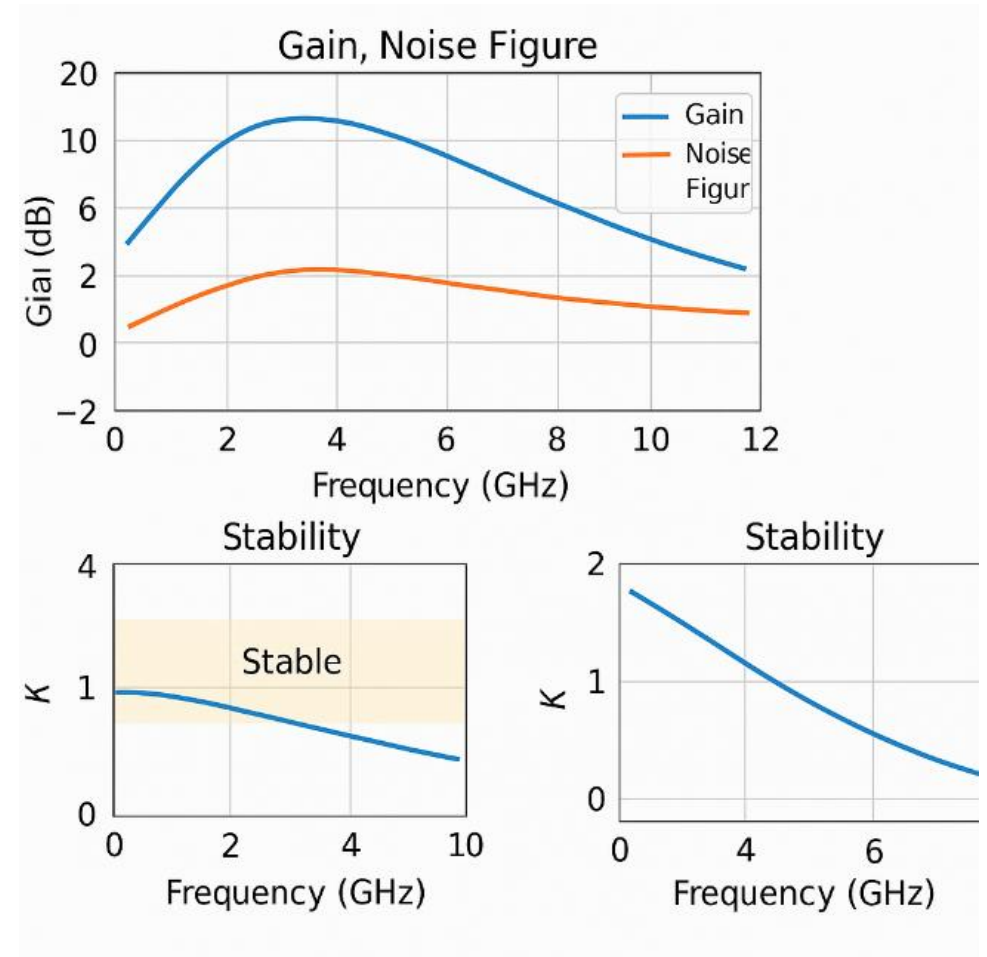 Gain, Noise Figure
20
10
6
2
0
−2
Giaı (dB)
Gain
Noise
Figur
0 2 4 6 8 10 12
Frequency (GHz)
Stability
4
1
0
K
Stable
0 2 4 10
Frequency (GHz)
Stability
2
1
0
K
0 4 6
Frequency (GHz)